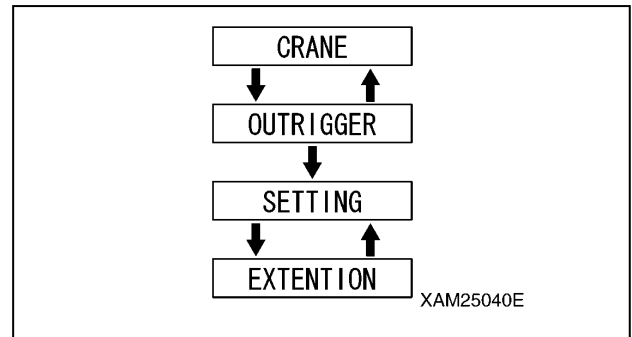 CRANE
OUTRIGGER
SETTING
EXTENTION
XAM25040E